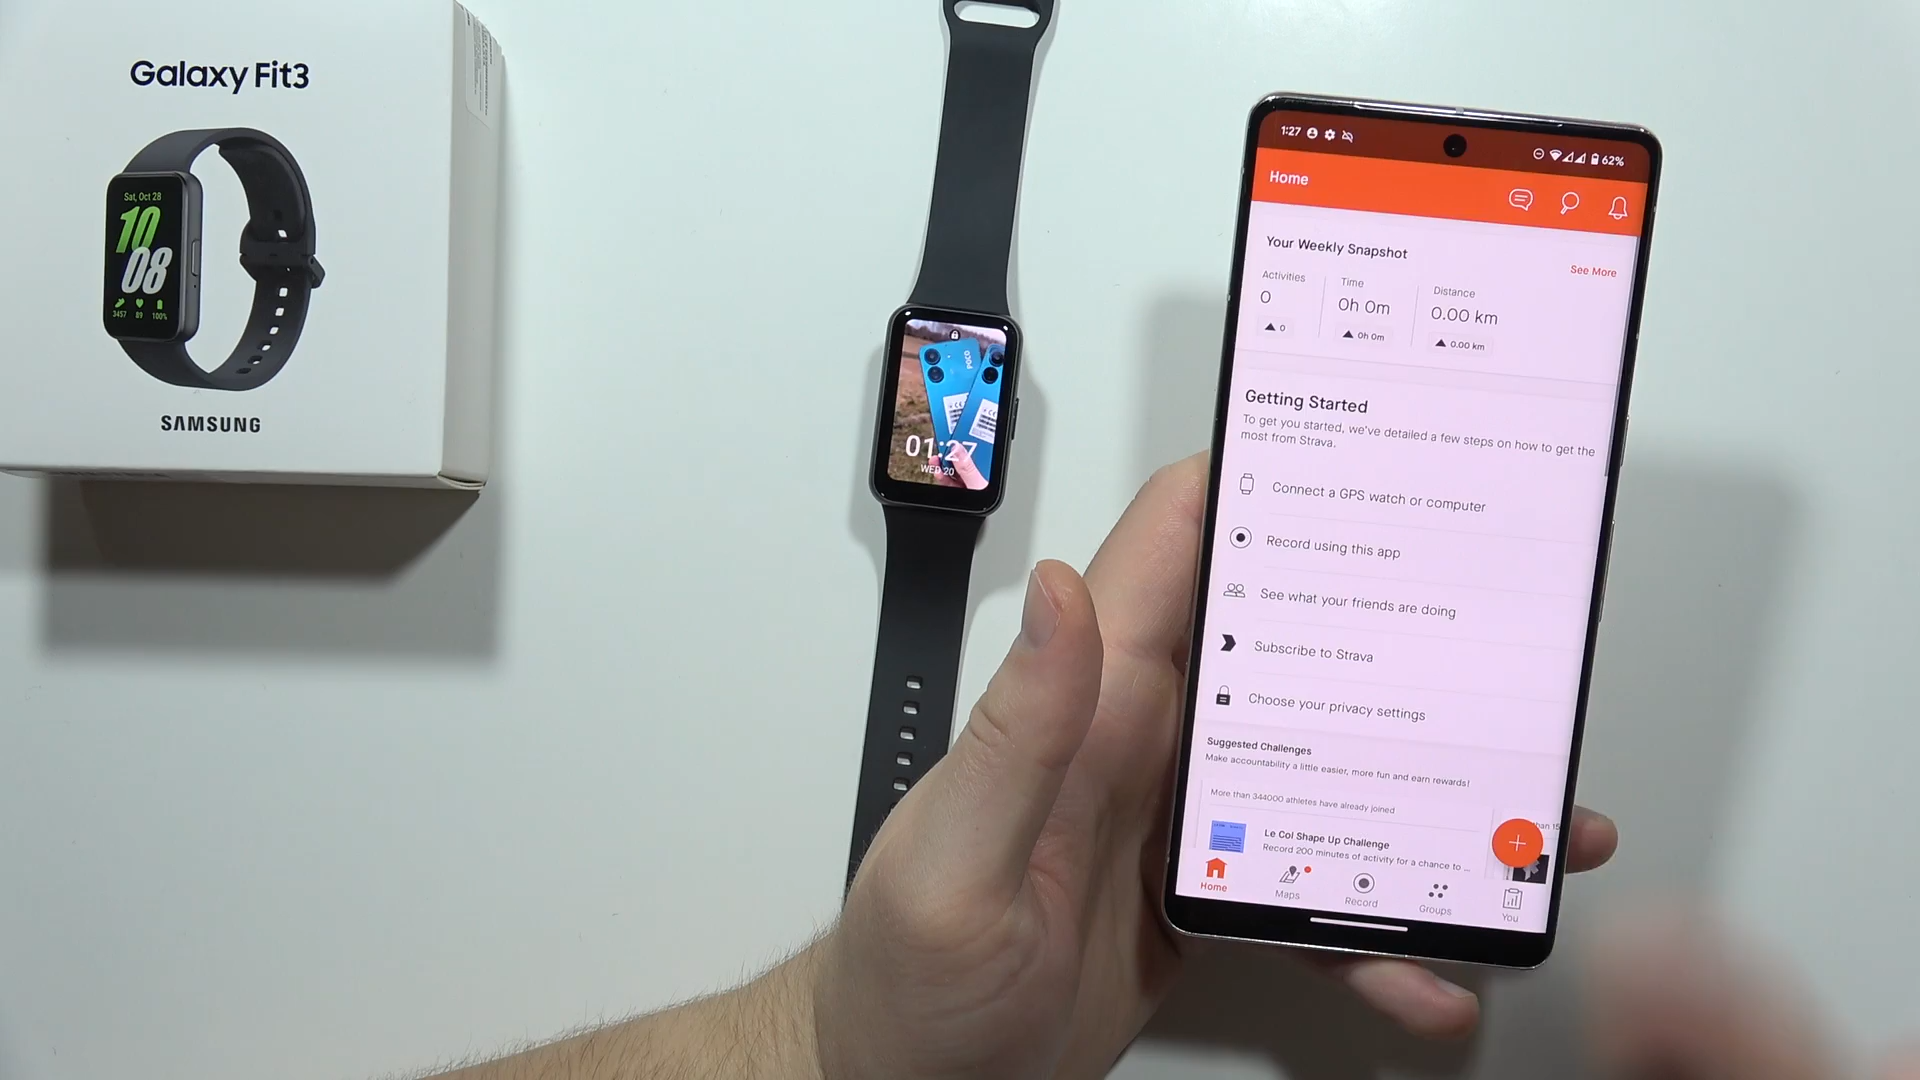 Galaxy Fit3
Sat, Oct 28
10
08
3457 89 100%
SAMSUNG
POCO
01:27
WED 20
1:27
62%
Home
Your Weekly Snapshot
See More
Activities
0
0
Time
0h 0m
0h 0m
Distance
0.00 km
0.00 km
Getting Started
To get you started, we've detailed a few steps on how to get the
most from Strava.
Connect a GPS watch or computer
Record using this app
See what your friends are doing
Subscribe to Strava
Choose your privacy settings
Suggested Challenges
Make accountability a little easier, more fun and earn rewards!
More than 344000 athletes have already joined
han 15
Le Col Shape Up Challenge
Record 200 minutes of activity for a chance to ...
Home
Maps
Record
Groups
You